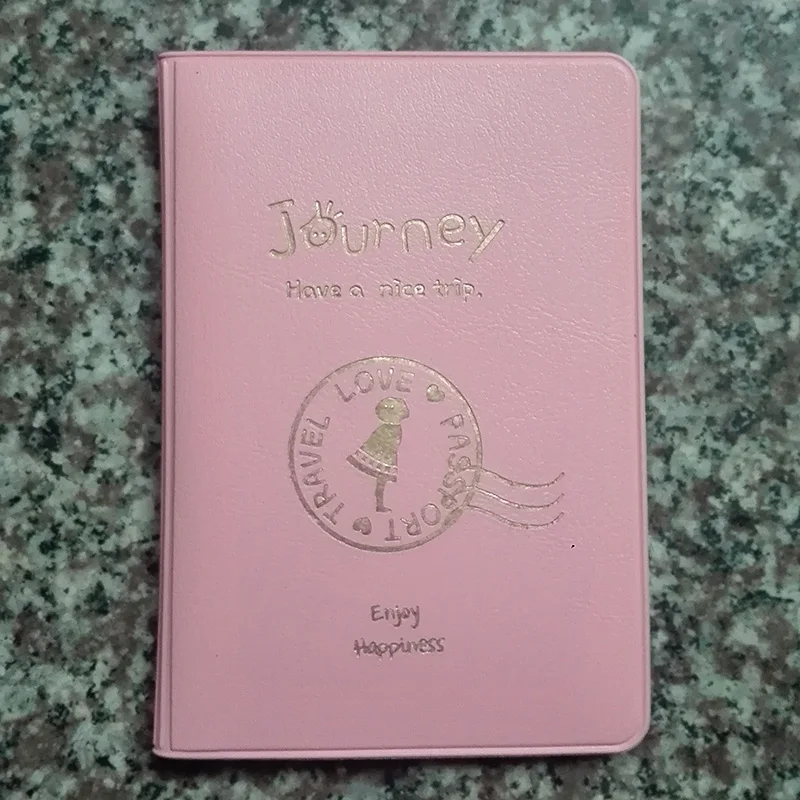 Journey
Have a nice trip.
TRAVEL LOVE PASSPORT
Enjoy
Happiness